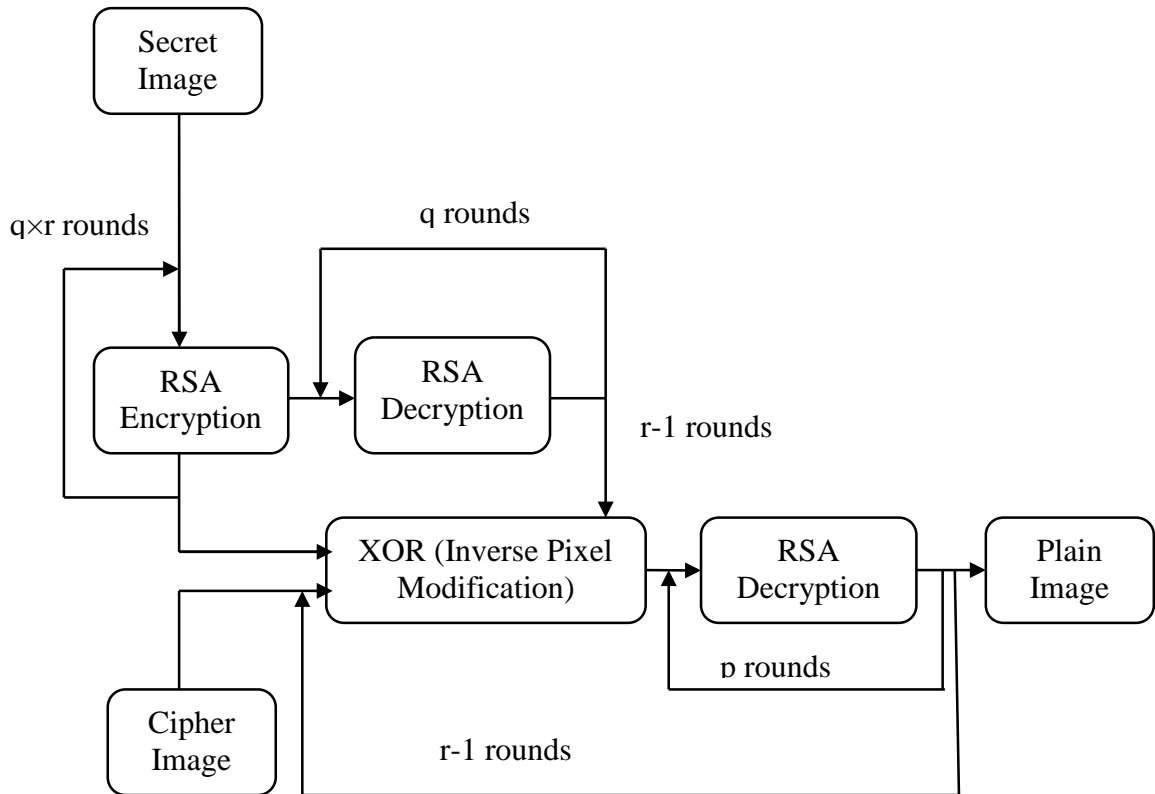 Secret
Image
q×r rounds
q rounds
RSA
Encryption
RSA
Decryption
r-1 rounds
XOR (Inverse Pixel
Modification)
RSA
Decryption
Plain
Image
p rounds
Cipher
Image
r-1 rounds